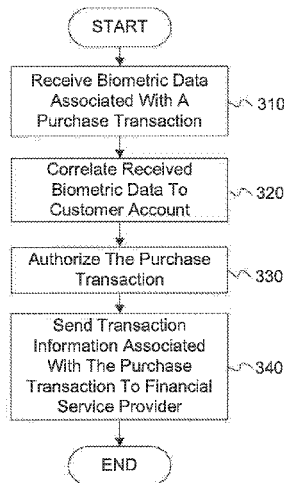 START
Receive Biometric Data
Associated With A
Purchase Transaction
310
Correlate Received
Biometric Data To
Customer Account
320
Authorize The Purchase
Transaction
330
Send Transaction
Information Associated
With The Purchase
Transaction To Financial
Service Provider
340
END